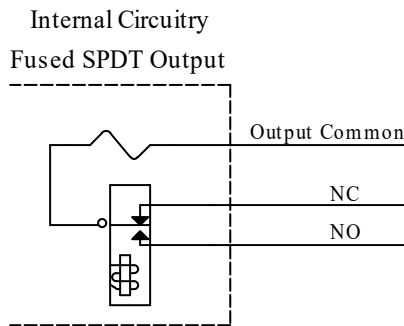 Internal Circuitry
Fused SPDT Output
Output Common
NC
NO